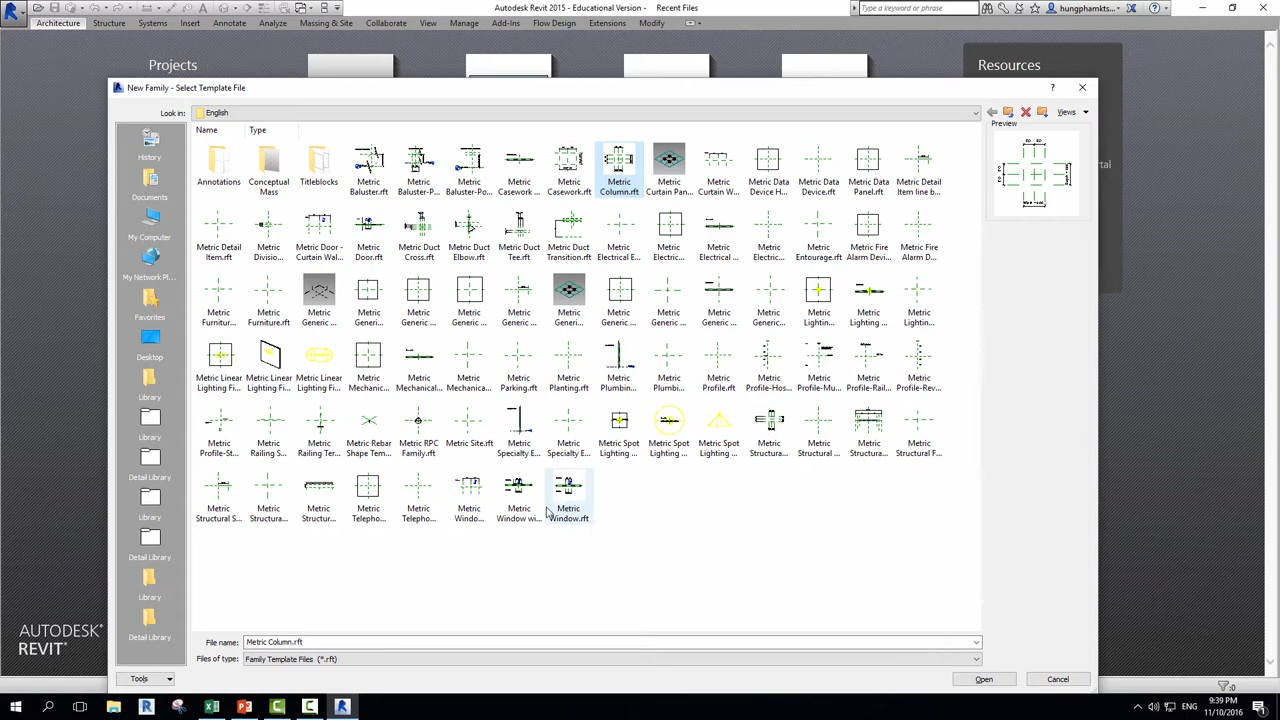 Autodesk Revit 2015 - Educational Version - Recent Files
Type a keyword or phrase
hungphamkts...
Architecture Structure Systems Insert Annotate Analyze Massing & Site Collaborate View Manage Add-Ins Flow Design Extensions Modify
Projects
Resources
New Family - Select Template File
Look in: English
Views
Preview
Name Type
History
Documents
My Computer
My Network Pl...
Favorites
Desktop
Library
Library
Detail Library
Library
Detail Library
Library
Detail Library
Annotations Conceptual Titleblocks Metric Metric Metric Metric Metric Metric Metric Metric Metric Data Metric Data Metric Data Metric Detail
Mass Baluster.rft Baluster-P... Baluster-Po... Casework ... Casework.rft Column.rft Curtain Pan... Curtain W... Device H... Device.rft Panel.rft Item line b...
Metric Detail Metric Metric Door - Metric Metric Duct Metric Duct Metric Duct Metric Duct Metric Metric Metric Metric Metric Metric Fire Metric Fire
Item.rft Divisio... Curtain Wal... Door.rft Cross.rft Elbow.rft Tee.rft Transition.rft Electrical E... Electric... Electrical ... Electric... Entourage.rft Alarm Devi... Alarm D...
Metric Metric Metric Metric Metric Metric Metric Metric Metric Metric Metric Metric Metric Metric Metric
Furnitur... Furniture.rft Generic ... Generi... Generic ... Generic ... Generic ... Generi... Generic ... Generic ... Generic ... Generic... Lightin... Lighting ... Lightin...
Metric Linear Metric Linear Metric Linear Metric Metric Metric Metric Metric Metric Metric Metric Metric Metric Metric Metric
Lighting Fi... Lighting Fi... Lighting Fi... Mechanic... Mechanical... Mechanica... Parking.rft Planting.rft Plumbin... Plumbi... Profile.rft Profile-Hos... Profile-Mu... Profile-Rail... Profile-Rev...
Metric Metric Metric Metric Rebar Metric RPC Metric Site.rft Metric Metric Metric Spot Metric Spot Metric Spot Metric Metric Metric Metric
Profile-St... Railing S... Railing Ter... Shape Tem... Family.rft Specialty E... Specialty E... Lighting ... Lighting ... Lighting ... Structura... Structural ... Structura... Structural F...
Metric Metric Metric Metric Metric Metric Metric Metric
Structural S... Structura... Structur... Telepho... Telepho... Windo... Window wi... Window.rft
File name: Metric Column.rft
Files of type: Family Template Files (*.rft)
Tools Open Cancel
AUTODESK®
REVIT®
:0
ENG
9:39 PM
11/10/2016